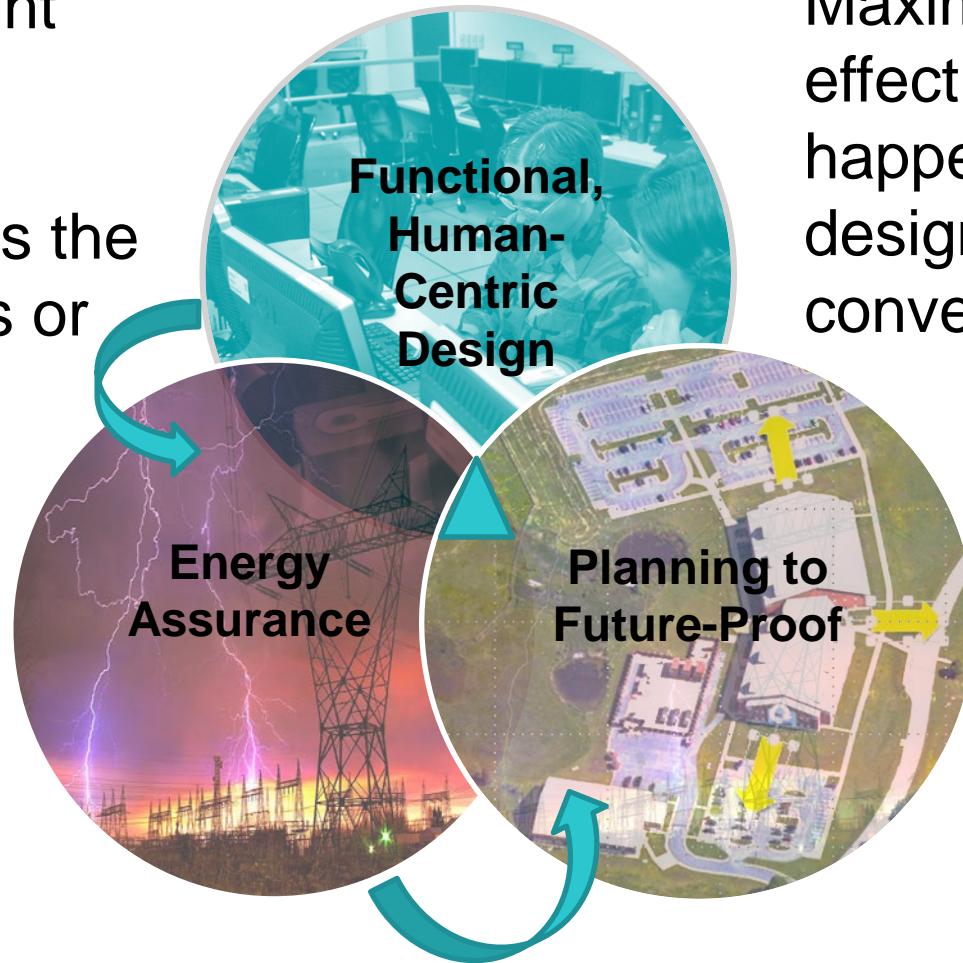 nt
s the
s or
Functional,
Human-
Centric
Design
effect
happe
desig
conve
Energy
Assurance
Planning to
Future-Proof